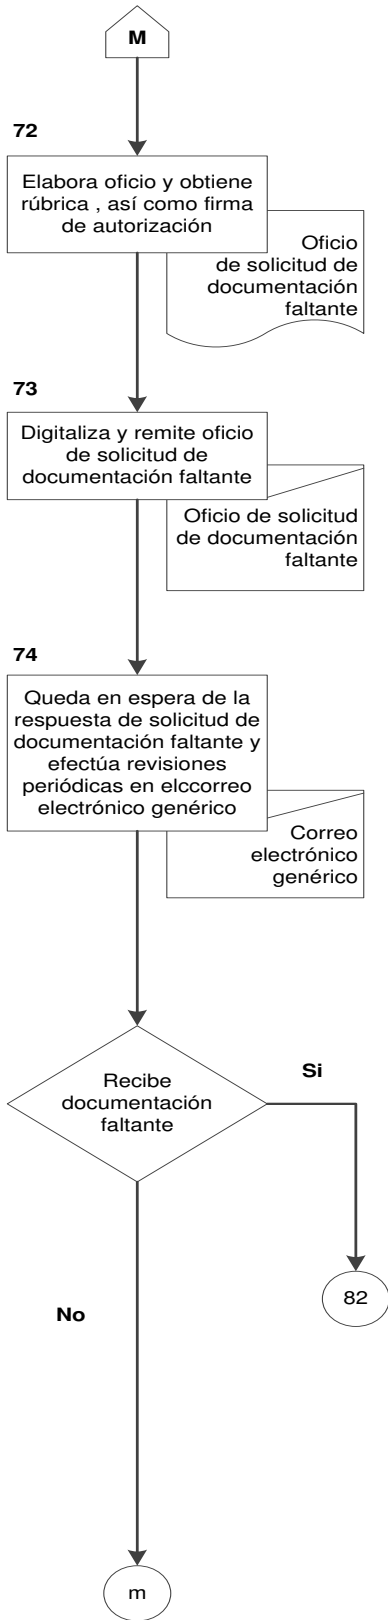 M
72
Elabora oficio y obtiene
rúbrica , así como firma
de autorización
Oficio
de solicitud de
documentación
faltante
73
Digitaliza y remite oficio
de solicitud de
documentación faltante
Oficio de solicitud
de documentación
faltante
74
Queda en espera de la
respuesta de solicitud de
documentación faltante y
efectúa revisiones
periódicas en elccorreo
electrónico genérico
Correo
electrónico
genérico
Recibe
documentación
faltante
Si
82
No
m